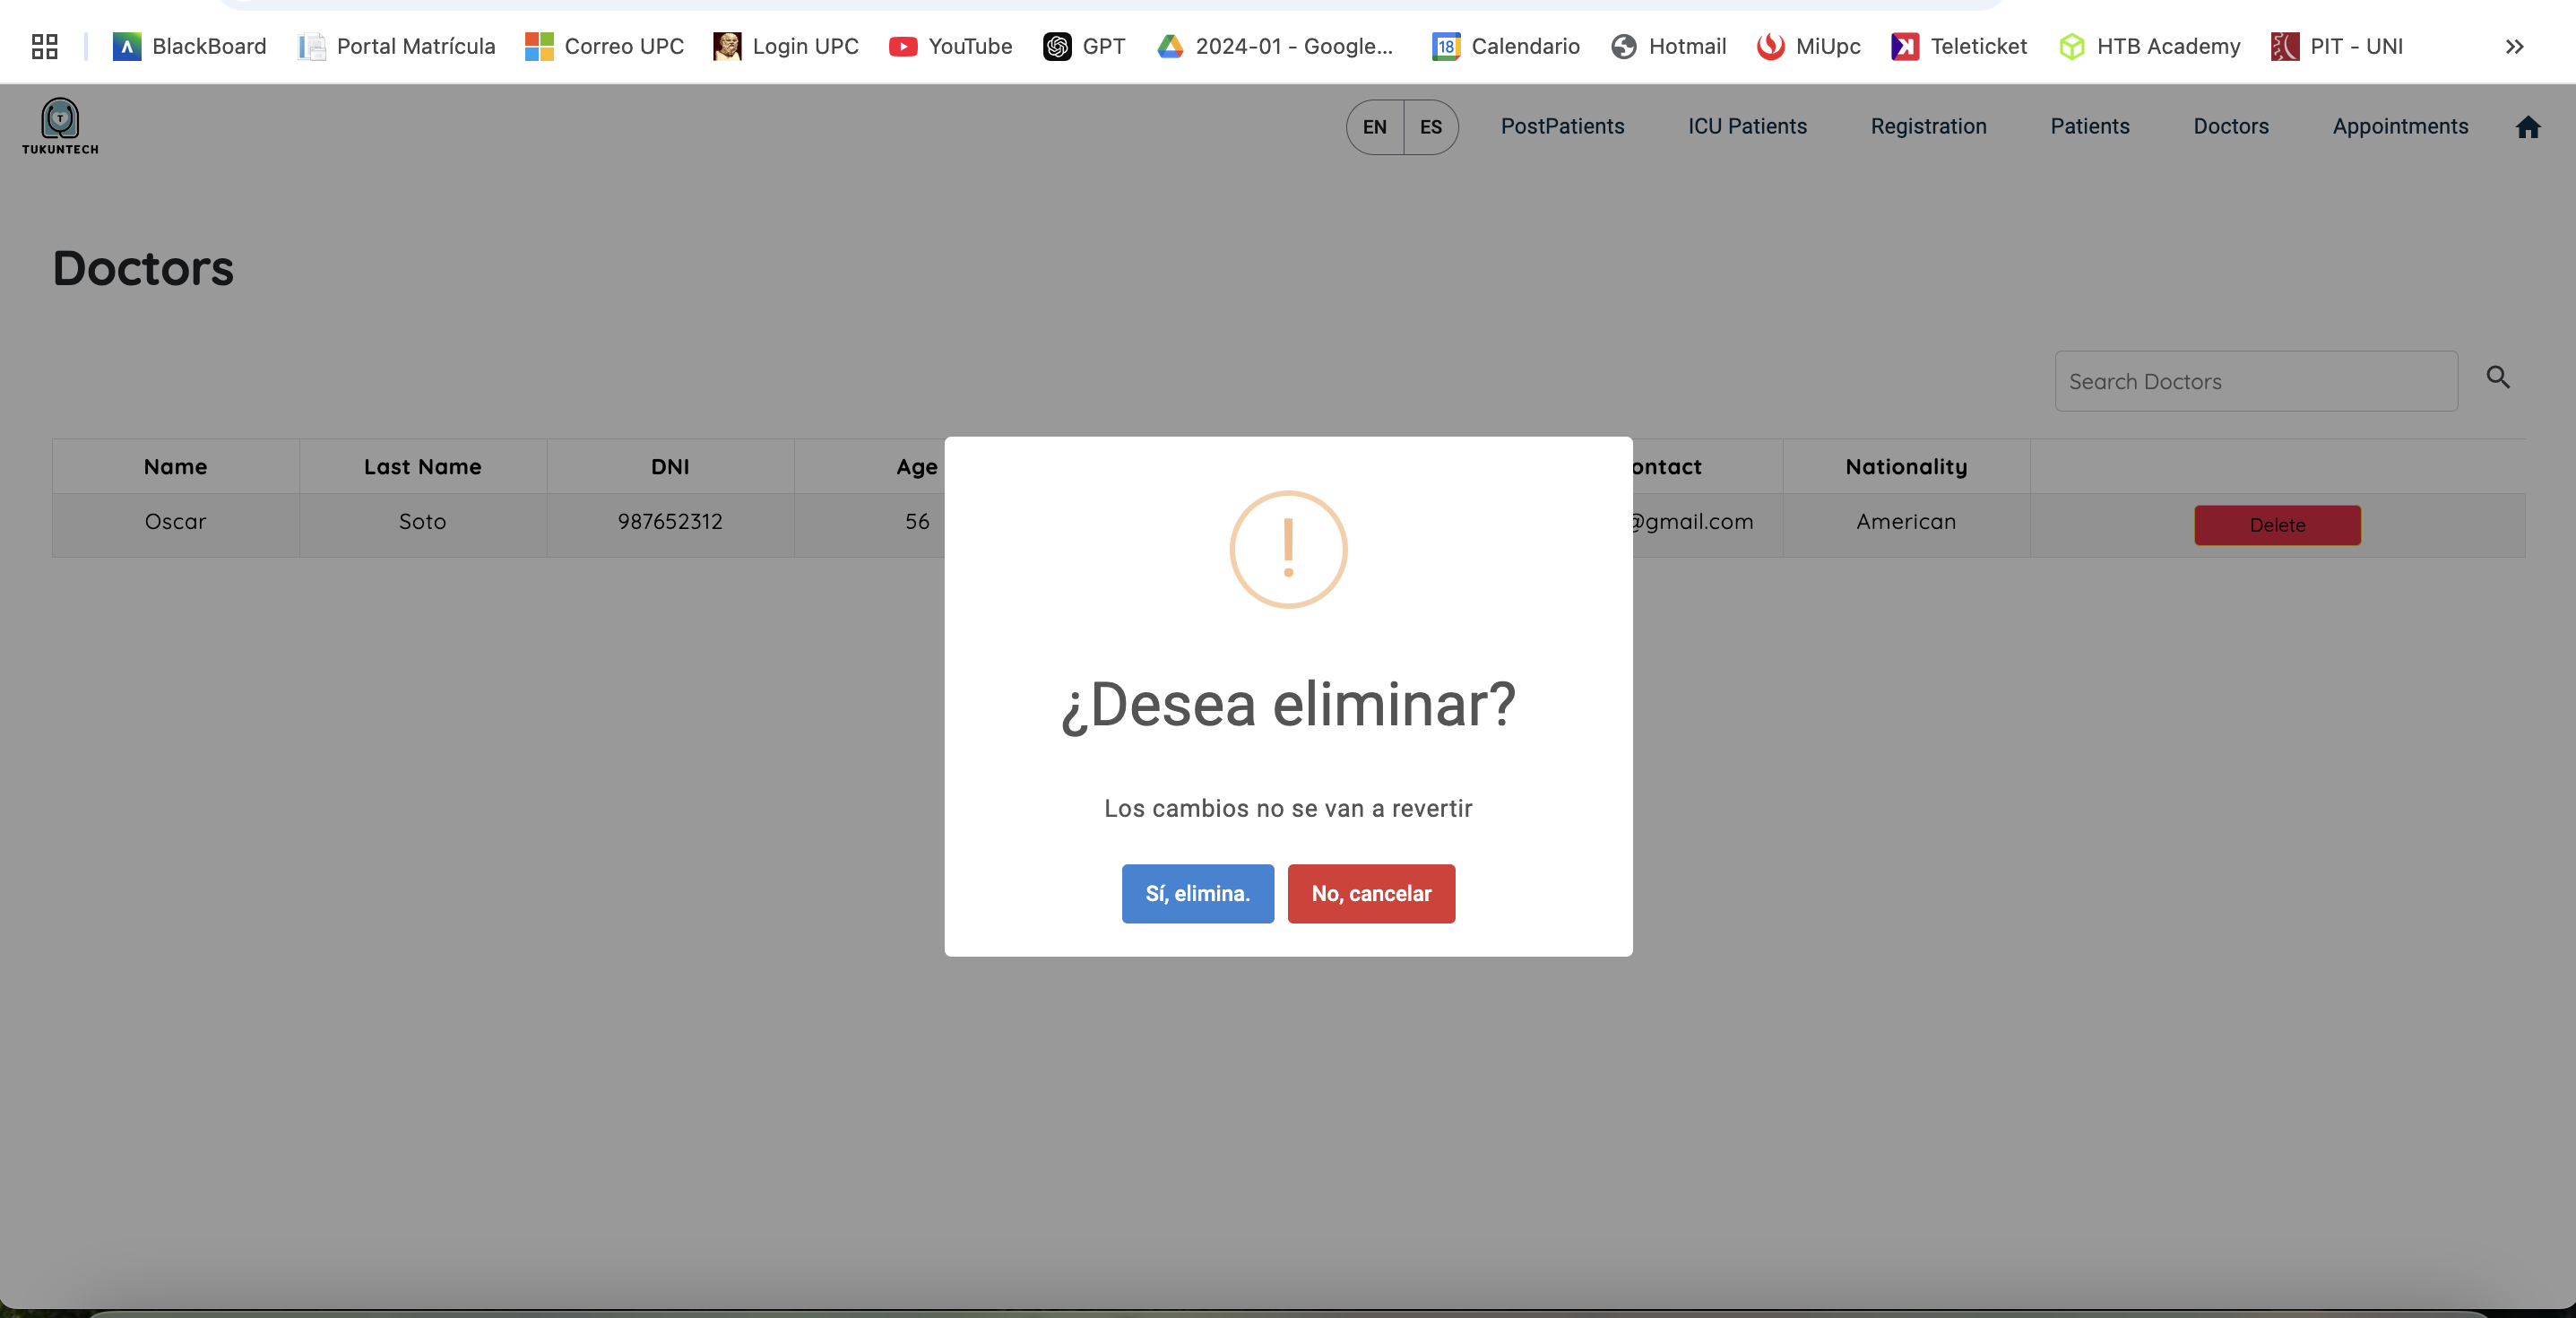 BlackBoard Portal Matrícula Correo UPC Login UPC YouTube GPT 2024-01 - Google... 18 Calendario Hotmail MiUpc Teleticket HTB Academy PIT - UNI
T
TUKUNTECH
EN ES PostPatients ICU Patients Registration Patients Doctors Appointments
Doctors
Search Doctors
Name Last Name DNI Age ontact Nationality
Oscar Soto 987652312 56 @gmail.com American Delete
!
¿Desea eliminar?
Los cambios no se van a revertir
Sí, elimina. No, cancelar